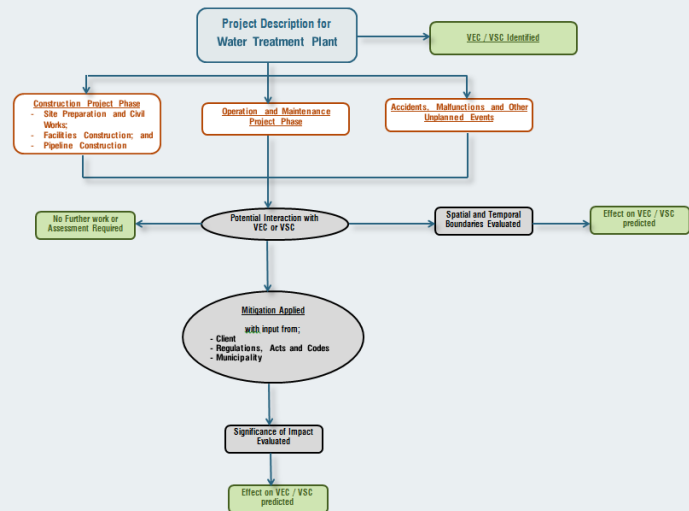 Project Description for
Water Treatment Plant
VEC / VSC Identified
Construction Project Phase
- Site Preparation and Civil
Works;
- Facilities Construction; and
- Pipeline Construction
Operation and Maintenance
Project Phase
Accidents, Malfunctions and Other
Unplanned Events
No Further work or
Assessment Required
Potential Interaction with
VEC or VSC
Spatial and Temporal
Boundaries Evaluated
Effect on VEC / VSC
predicted
Mitigation Applied
with input from;
- Client
- Regulations, Acts and Codes
- Municipality
Significance of Impact
Evaluated
Effect on VEC / VSC
predicted